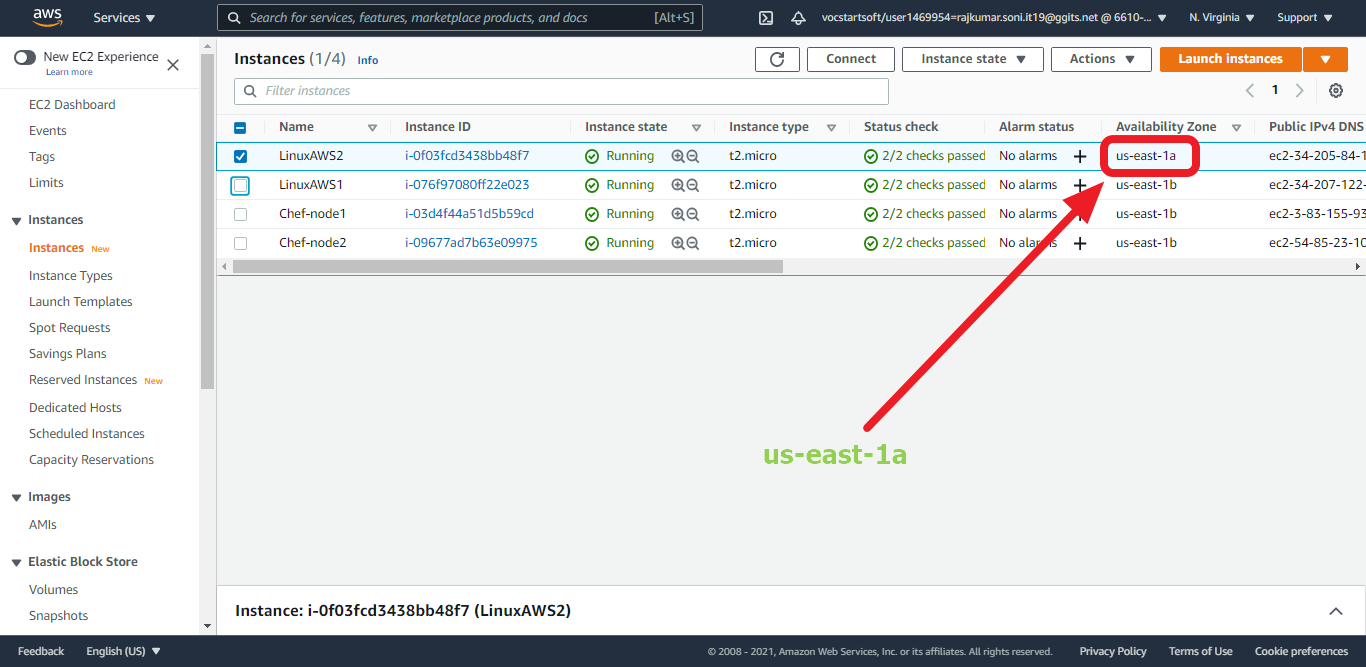 aws Services Search for services, features, marketplace products, and docs [Alt+S] vocstartsoft/user1469954=rajkumar.soni.it19@ggits.net @ 6610-... N. Virginia Support
New EC2 Experience
Learn more
EC2 Dashboard
Events
Tags
Limits
Instances
Instances New
Instance Types
Launch Templates
Spot Requests
Savings Plans
Reserved Instances New
Dedicated Hosts
Scheduled Instances
Capacity Reservations
Images
AMIs
Elastic Block Store
Volumes
Snapshots
Instances (1/4) Info Connect Instance state Actions Launch instances
Filter instances 1
Name Instance ID Instance state Instance type Status check Alarm status Availability Zone Public IPv4 DNS
LinuxAWS2 i-0f03fcd3438bb48f7 Running t2.micro 2/2 checks passed No alarms us-east-1a ec2-34-205-84-1
LinuxAWS1 i-076f97080ff22e023 Running t2.micro 2/2 checks passed No alarms us-east-1b ec2-34-207-122-
Chef-node1 i-03d4f44a51d5b59cd Running t2.micro 2/2 checks passed No alarms us-east-1b ec2-3-83-155-93
Chef-node2 i-09677ad7b63e09975 Running t2.micro 2/2 checks passed No alarms us-east-1b ec2-54-85-23-10
us-east-1a
Instance: i-0f03fcd3438bb48f7 (LinuxAWS2)
Feedback English (US) © 2008 - 2021, Amazon Web Services, Inc. or its affiliates. All rights reserved. Privacy Policy Terms of Use Cookie preferences